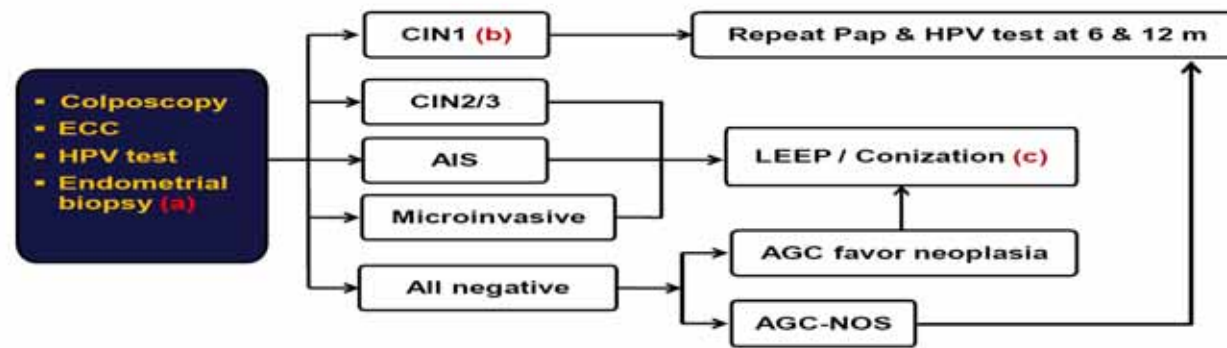 ▪ Colposcopy
▪ ECC
▪ HPV test
▪ Endometrial
biopsy (a)
CIN1 (b)
Repeat Pap & HPV test at 6 & 12 m
CIN2/3
AIS
LEEP / Conization (c)
Microinvasive
AGC favor neoplasia
All negative
AGC-NOS